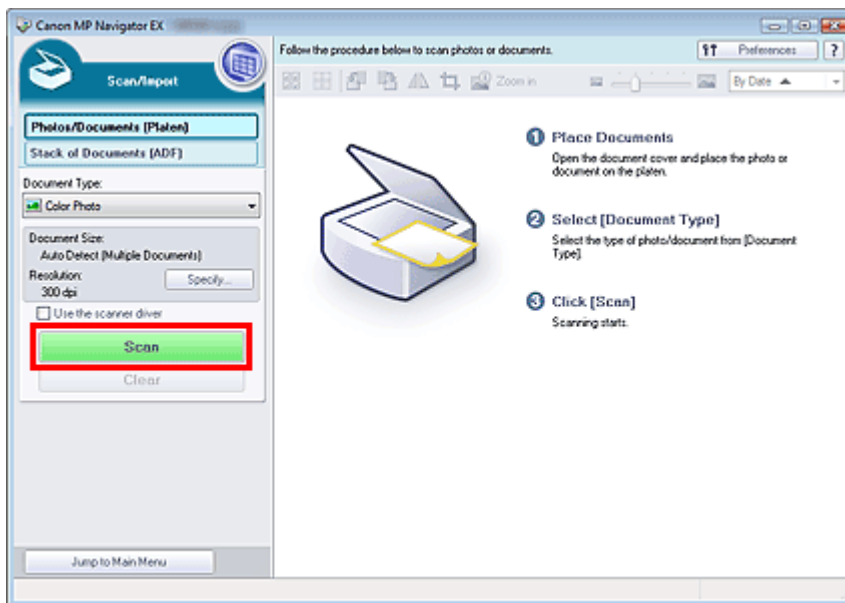 Canon MP Navigator EX
Scan/Import
Photos/Documents (Platen)
Stack of Documents (ADF)
Document Type:
Color Photo
Document Size:
Auto Detect (Multiple Documents)
Resolution:
300 dpi
Specify...
Use the scanner driver
Scan
Clear
Jump to Main Menu
Follow the procedure below to scan photos or documents.
Preferences
?
Zoom in
By Date
1 Place Documents
Open the document cover and place the photo or
document on the platen.
2 Select [Document Type]
Select the type of photo/document from [Document
Type].
3 Click [Scan]
Scanning starts.